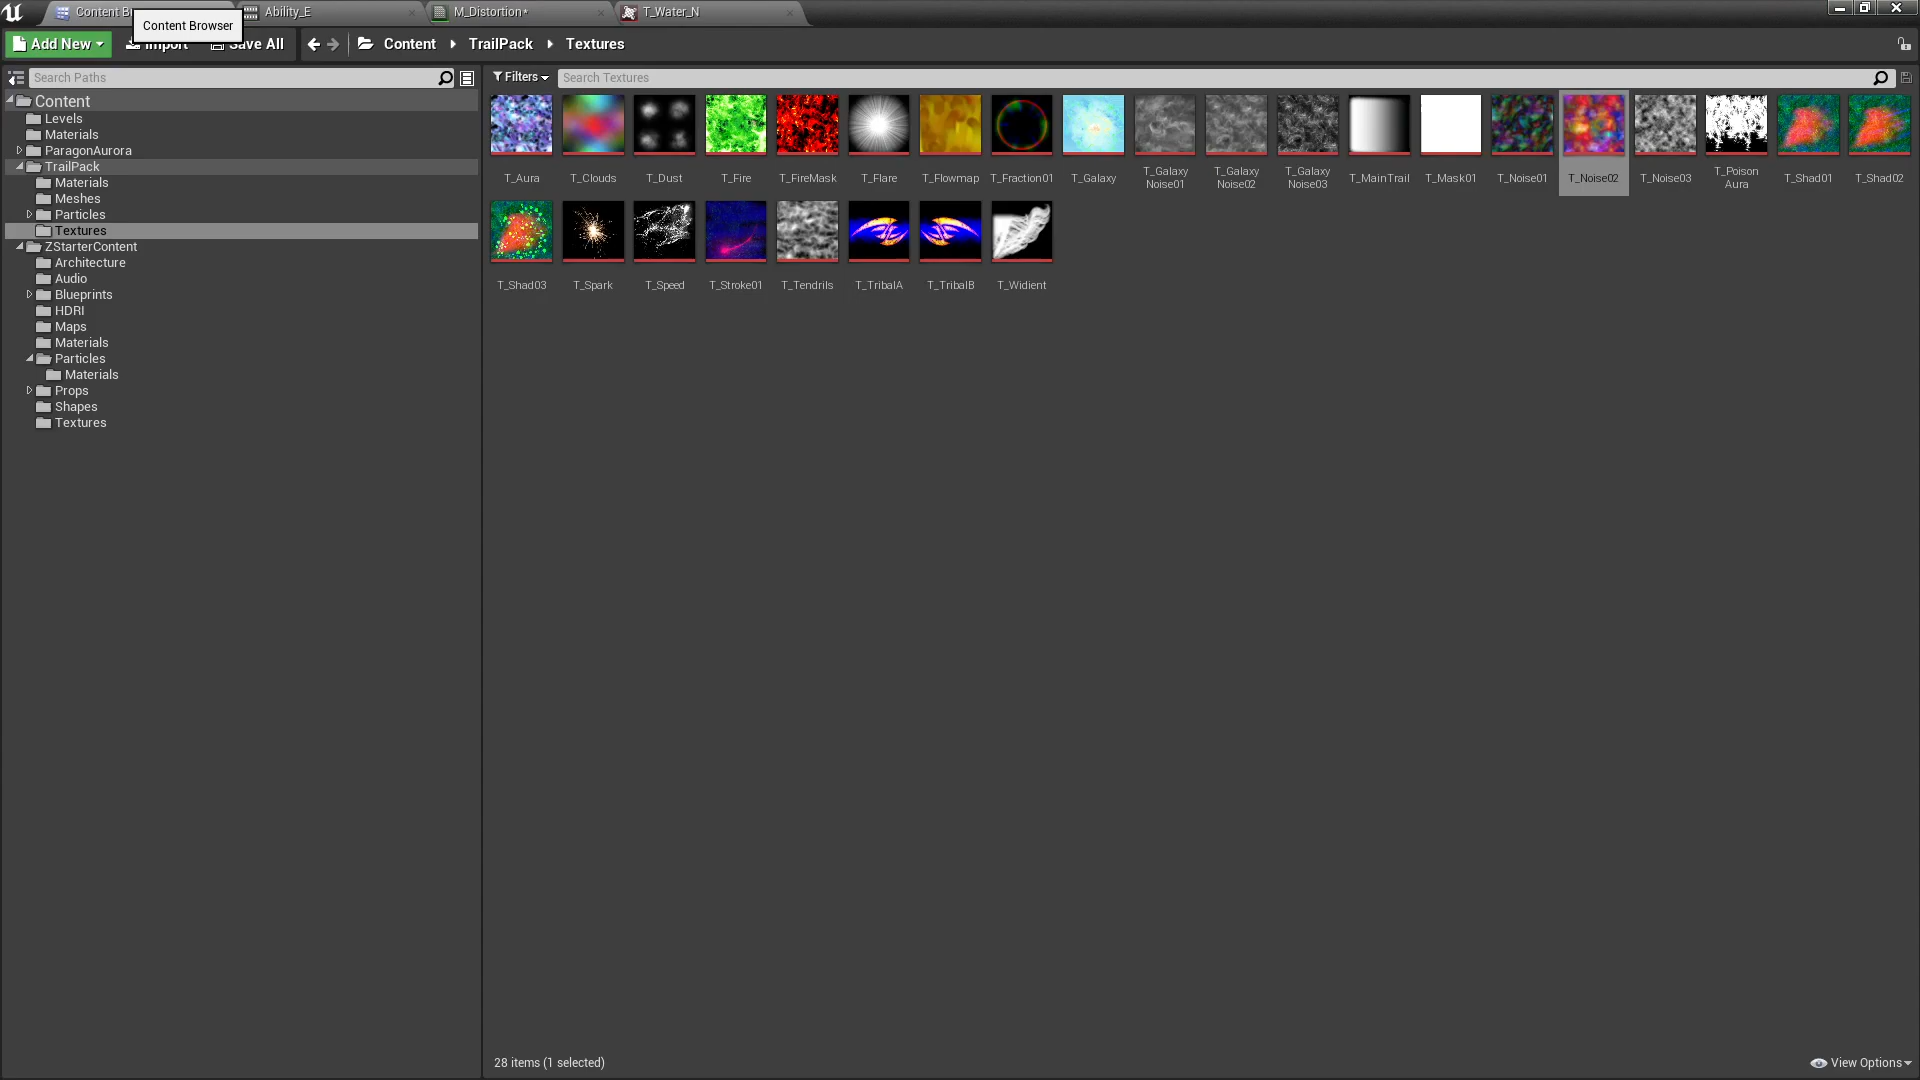 Content B
Ability_E
M_Distortion*
T_Water_N
Content Browser
Add New
Import
Save All
Content
TrailPack
Textures
Search Paths
Filters
Search Textures
Content
Levels
Materials
ParagonAurora
TrailPack
Materials
Meshes
Particles
Textures
ZStarterContent
Architecture
Audio
Blueprints
HDRI
Maps
Materials
Particles
Materials
Props
Shapes
Textures
T_Aura
T_Clouds
T_Dust
T_Fire
T_FireMask
T_Flare
T_Flowmap
T_Fraction01
T_Galaxy
T_Galaxy
Noise01
T_Galaxy
Noise02
T_Galaxy
Noise03
T_MainTrail
T_Mask01
T_Noise01
T_Noise02
T_Noise03
T_Poison
Aura
T_Shad01
T_Shad02
T_Shad03
T_Spark
T_Speed
T_Stroke01
T_Tendrils
T_TribalA
T_TribalB
T_Widient
28 items (1 selected)
View Options